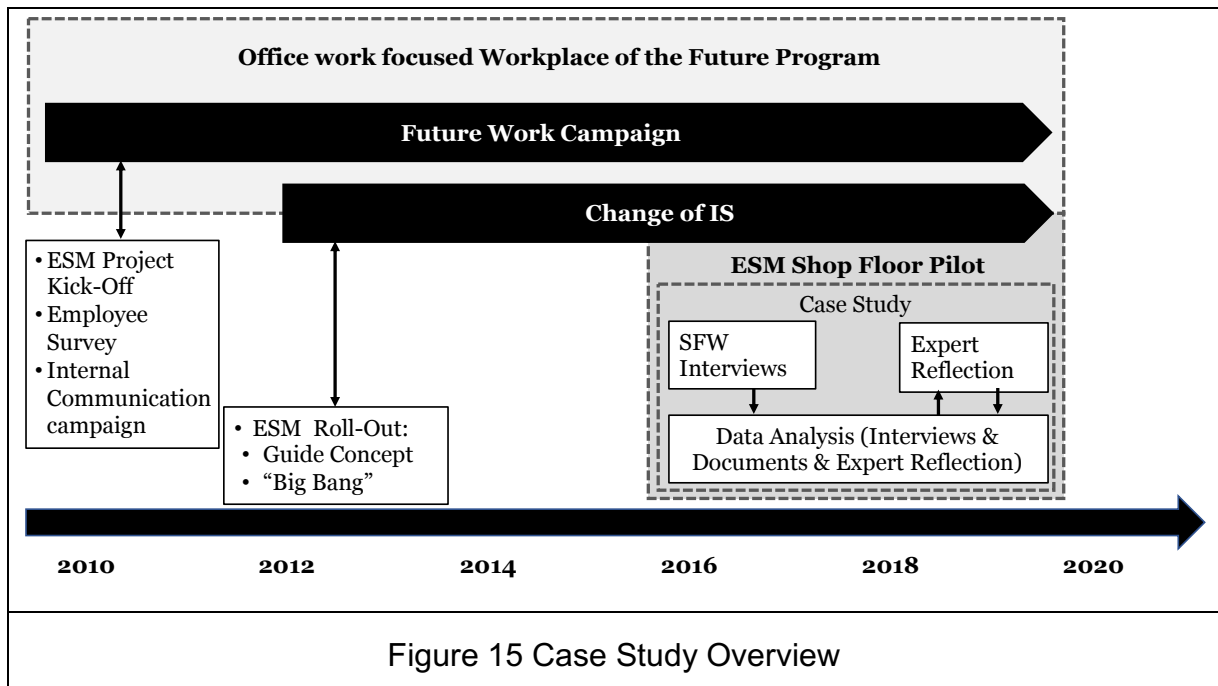 Office work focused Workplace of the Future Program
Future Work Campaign
Change of IS
• ESM Project
Kick-Off
• Employee
Survey
• Internal
Communication
campaign
• ESM Roll-Out:
• Guide Concept
• “Big Bang”
ESM Shop Floor Pilot
Case Study
SFW
Interviews
Expert
Reflection
Data Analysis (Interviews &
Documents & Expert Reflection)
2010 2012 2014 2016 2018 2020
Figure 15 Case Study Overview